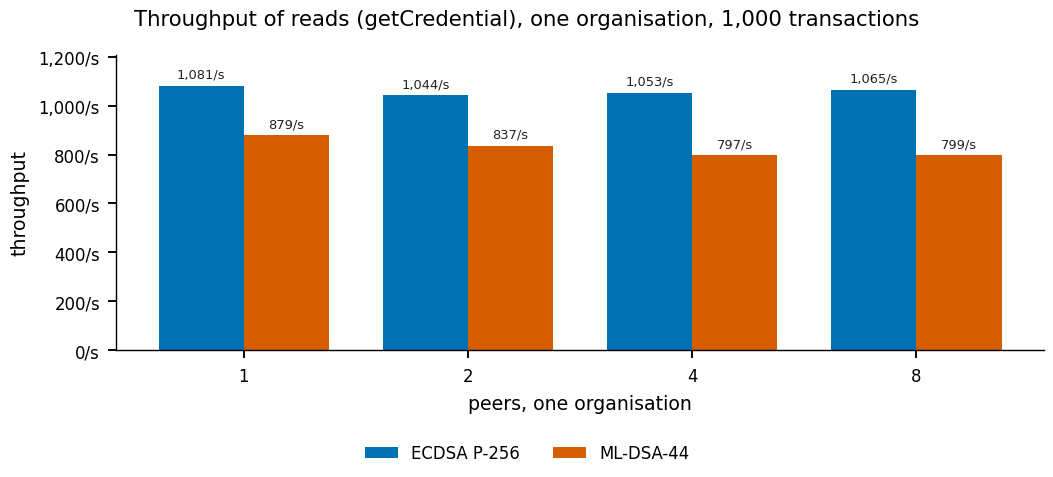 Throughput of reads (getCredential), one organisation, 1,000 transactions
throughput
1,200/s
1,000/s
800/s
600/s
400/s
200/s
0/s
1,081/s
879/s
1,044/s
837/s
1,053/s
797/s
1,065/s
799/s
1
2
4
8
peers, one organisation
ECDSA P-256
ML-DSA-44